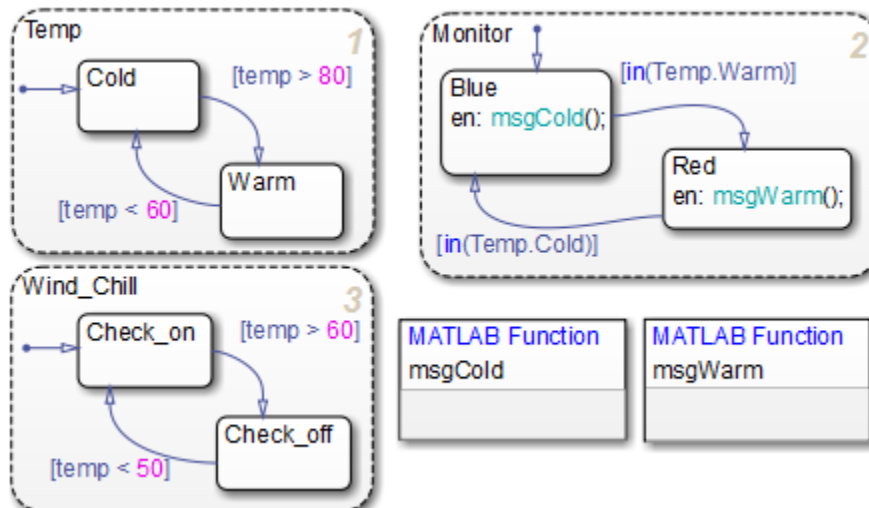 Temp
1
Cold
[temp > 80]
Warm
[temp < 60]
Monitor
2
Blue
en: msgCold();
[in(Temp.Warm)]
Red
en: msgWarm();
[in(Temp.Cold)]
Wind_Chill
3
Check_on
[temp > 60]
Check_off
[temp < 50]
MATLAB Function
msgCold
MATLAB Function
msgWarm